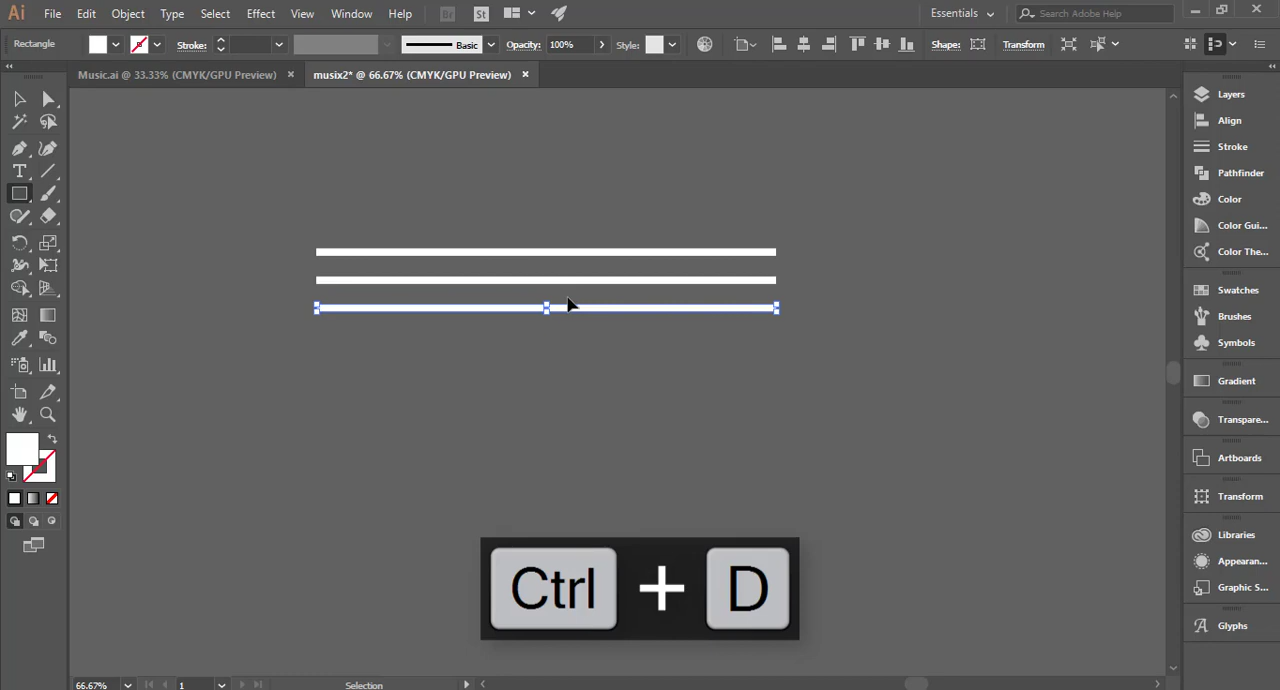 Ai File Edit Object Type Select Effect View Window Help Br St Essentials Search Adobe Help
Rectangle Stroke: Basic Opacity: 100% Style: Shape: Transform
Music.ai @ 33.33% (CMYK/GPU Preview) × musix2* @ 66.67% (CMYK/GPU Preview) ×
Layers
Align
Stroke
Pathfinder
Color
Color Gui...
Color The...
Swatches
Brushes
Symbols
Gradient
Transpare...
Artboards
Transform
Libraries
Appearan...
Graphic S...
Glyphs
Ctrl + D
66.67% 1 Selection